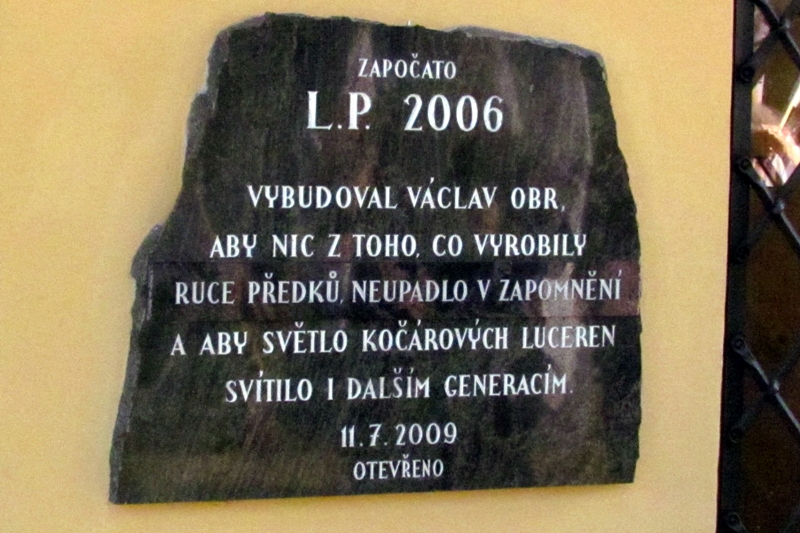 ZAPOČATO
L.P. 2006
VYBUDOVAL VÁCLAV OBR,
ABY NIC Z TOHO, CO VYROBILY
RUCE PŘEDKŮ, NEUPADLO V ZAPOMNĚNÍ
A ABY SVĚTLO KOČÁROVÝCH LUCEREN
SVÍTILO I DALŠÍM GENERACÍM.
11.7.2009
OTEVŘENO